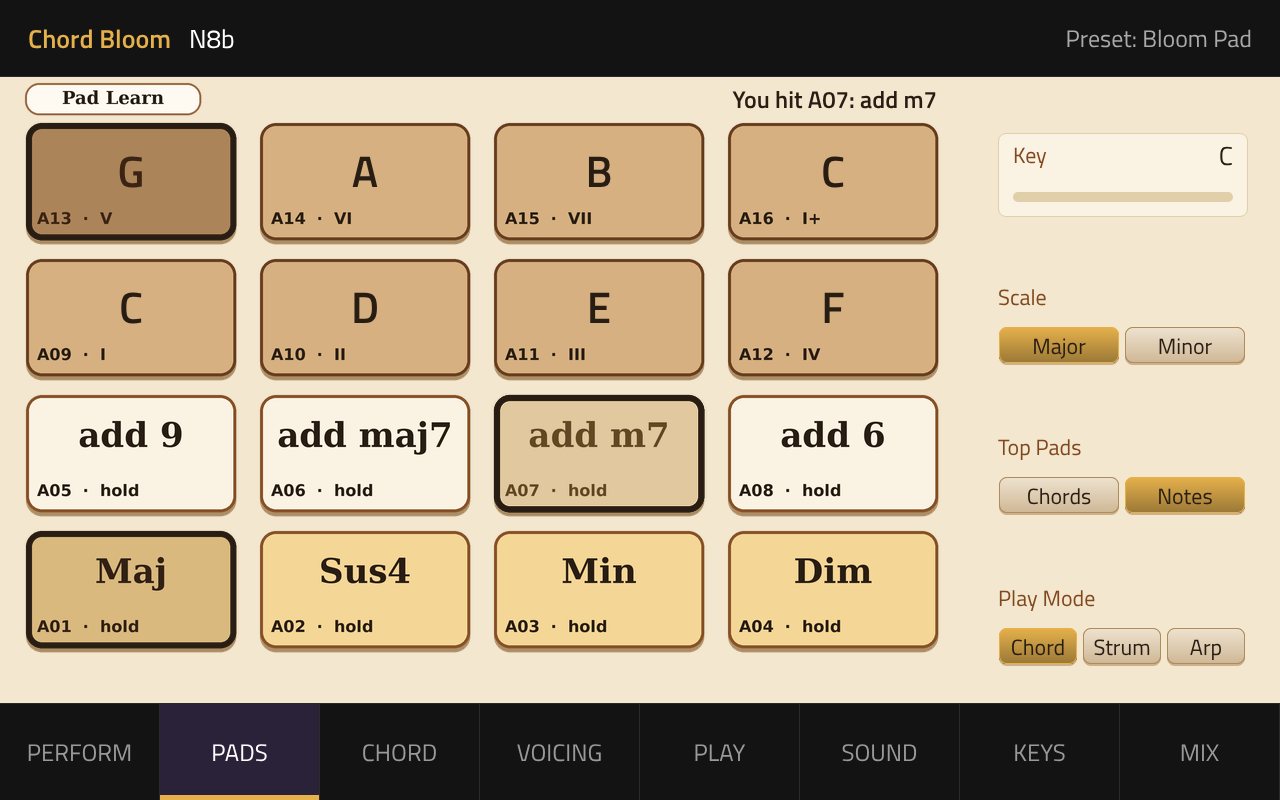 Chord Bloom N8b
Preset: Bloom Pad
Pad Learn
You hit A07: add m7
G
A13 · V
A
A14 · VI
B
A15 · VII
C
A16 · I+
C
A09 · I
D
A10 · II
E
A11 · III
F
A12 · IV
add 9
A05 · hold
add maj7
A06 · hold
add m7
A07 · hold
add 6
A08 · hold
Maj
A01 · hold
Sus4
A02 · hold
Min
A03 · hold
Dim
A04 · hold
Key C
Scale
Major Minor
Top Pads
Chords Notes
Play Mode
Chord Strum Arp
PERFORM PADS CHORD VOICING PLAY SOUND KEYS MIX